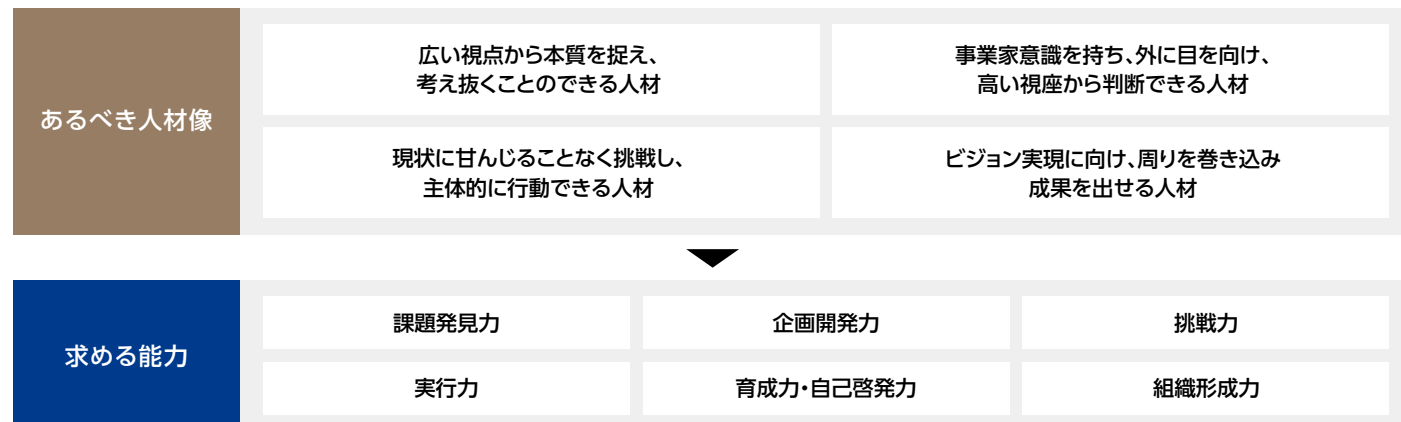 あるべき人材像
広い視点から本質を捉え、
考え抜くことのできる人材
事業家意識を持ち、外に目を向け、
高い視座から判断できる人材
現状に甘んじることなく挑戦し、
主体的に行動できる人材
ビジョン実現に向け、周りを巻き込み
成果を出せる人材
求める能力
課題発見力
企画開発力
挑戦力
実行力
育成力・自己啓発力
組織形成力